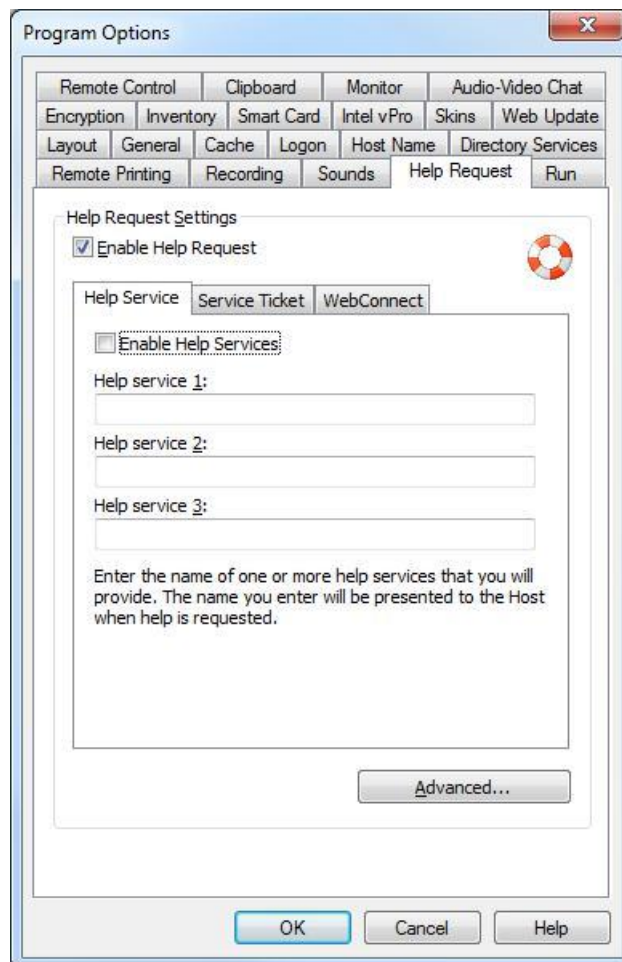 Program Options
Remote Control Clipboard Monitor Audio-Video Chat
Encryption Inventory Smart Card Intel vPro Skins Web Update
Layout General Cache Logon Host Name Directory Services
Remote Printing Recording Sounds Help Request Run
Help Request Settings
Enable Help Request
Help Service Service Ticket WebConnect
Enable Help Services
Help service 1:
Help service 2:
Help service 3:
Enter the name of one or more help services that you will
provide. The name you enter will be presented to the Host
when help is requested.
Advanced...
OK Cancel Help